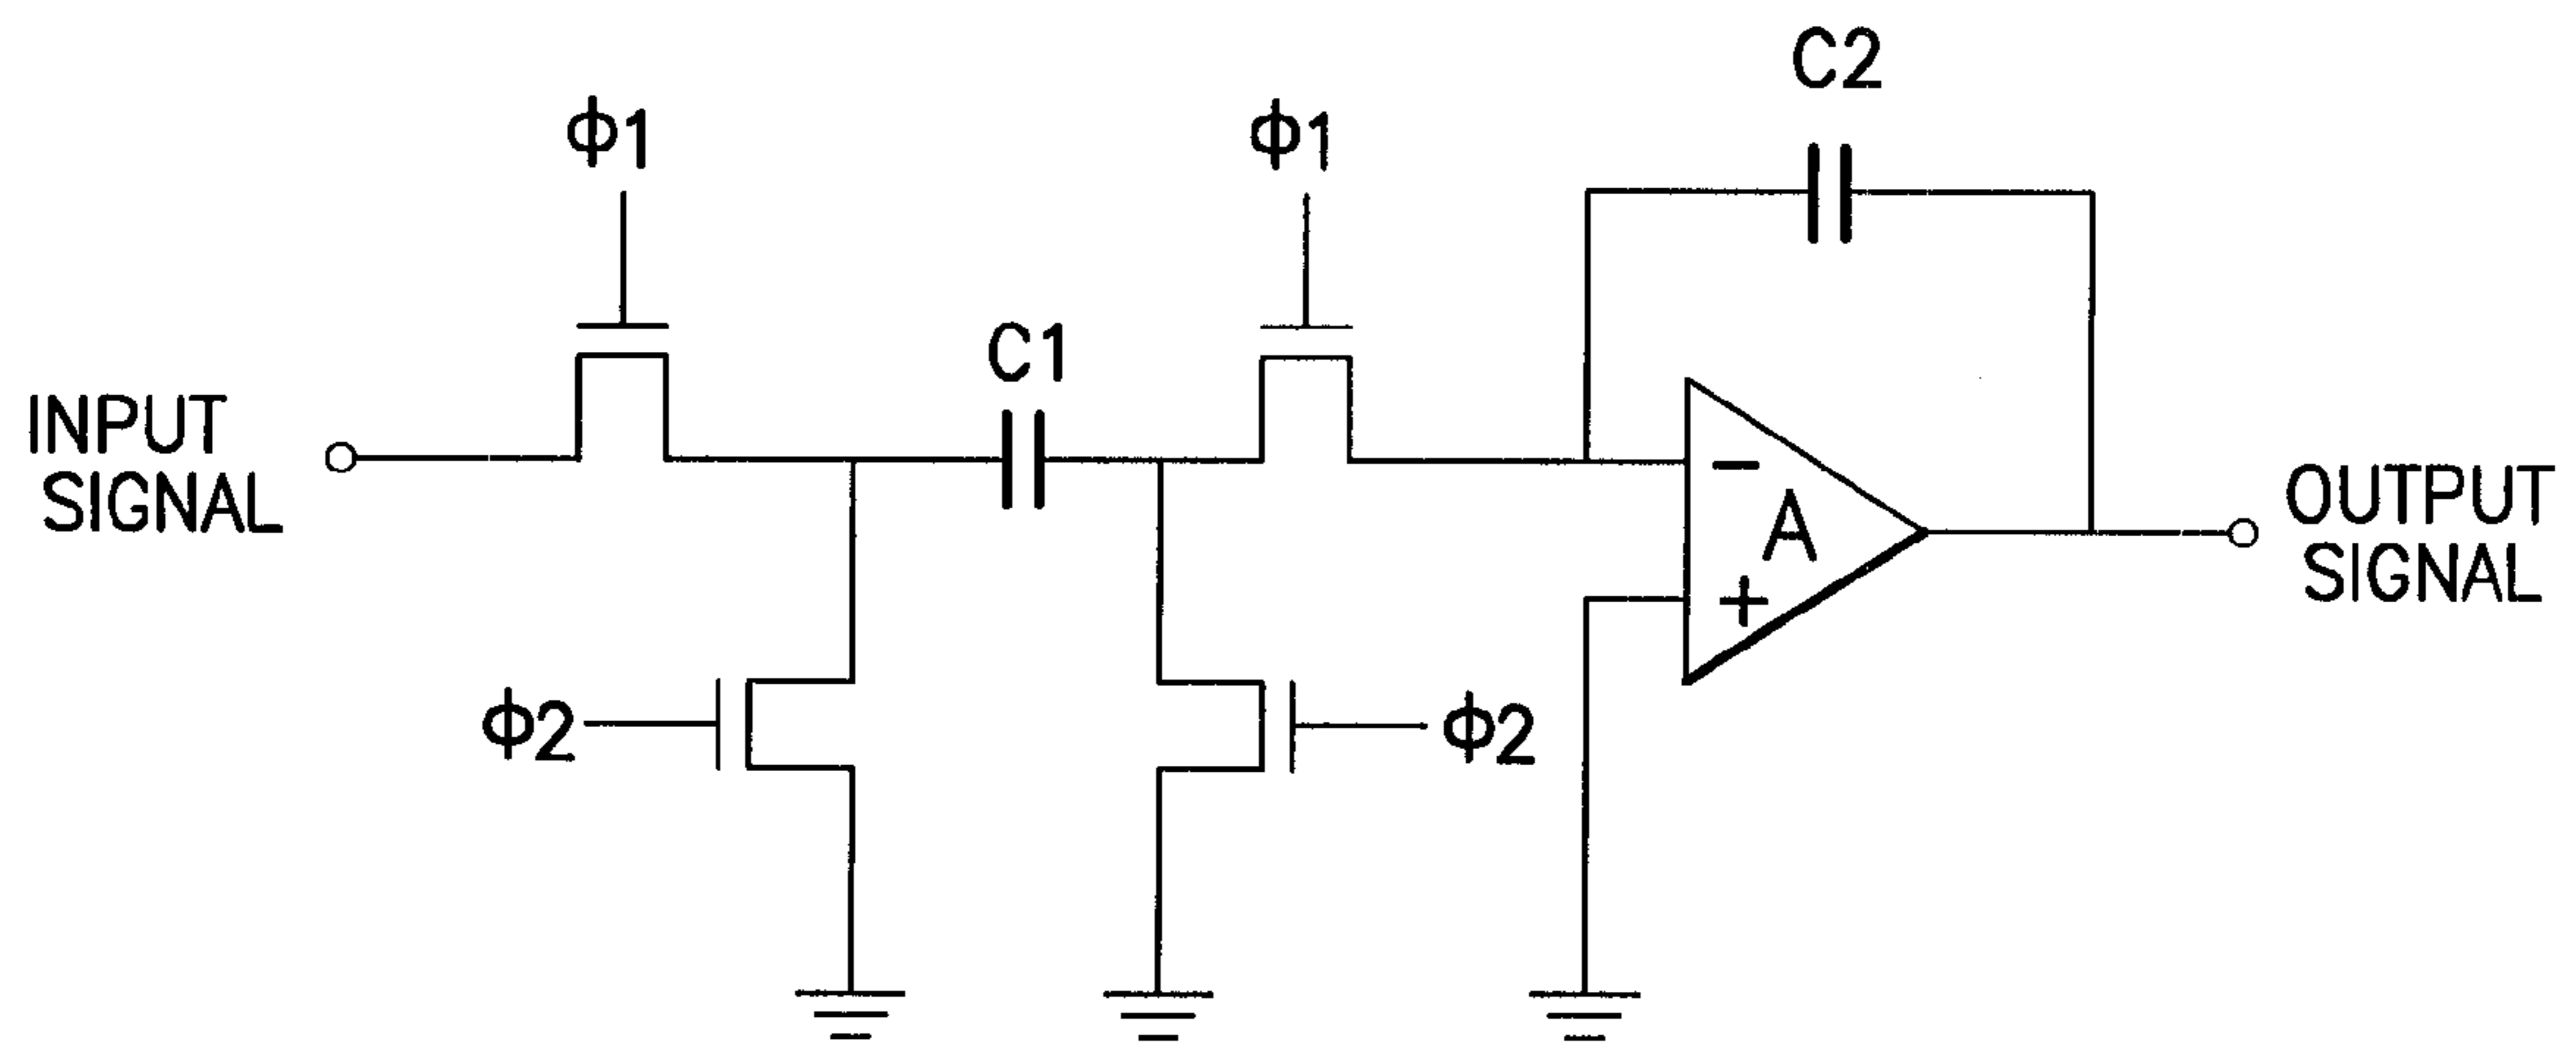 C2
ϕ1
ϕ1
C1
INPUT
SIGNAL
−
A
+
OUTPUT
SIGNAL
ϕ2
ϕ2